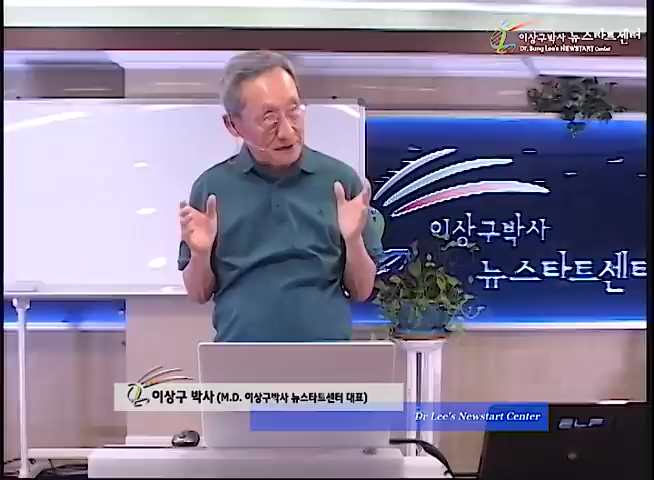 이상구박사 뉴스타트센터
Dr. Sang Lee's NEWSTART Center
이상구박사
뉴스타트센터
이상구 박사 (M.D. 이상구박사 뉴스타트센터 대표)
Dr Lee's Newstart Center